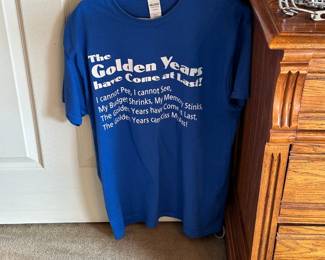 The
Golden Years
have Come at Last!
I cannot Pee, I cannot See,
My Budget Shrinks, My Memory Stinks.
The Golden Years have Come At Last,
The Golden Years can Kiss My